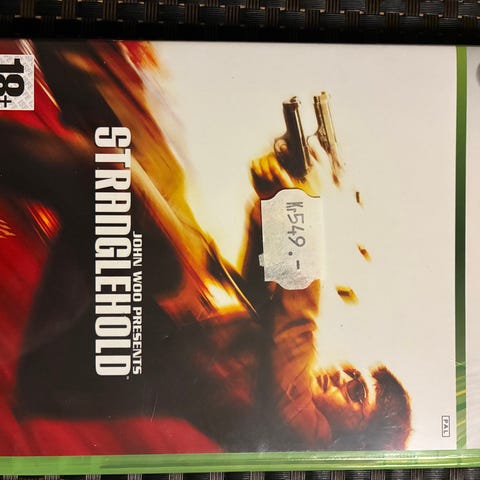 PAL
Kr549.-
JOHN WOO PRESENTS
STRANGLEHOLD
18+